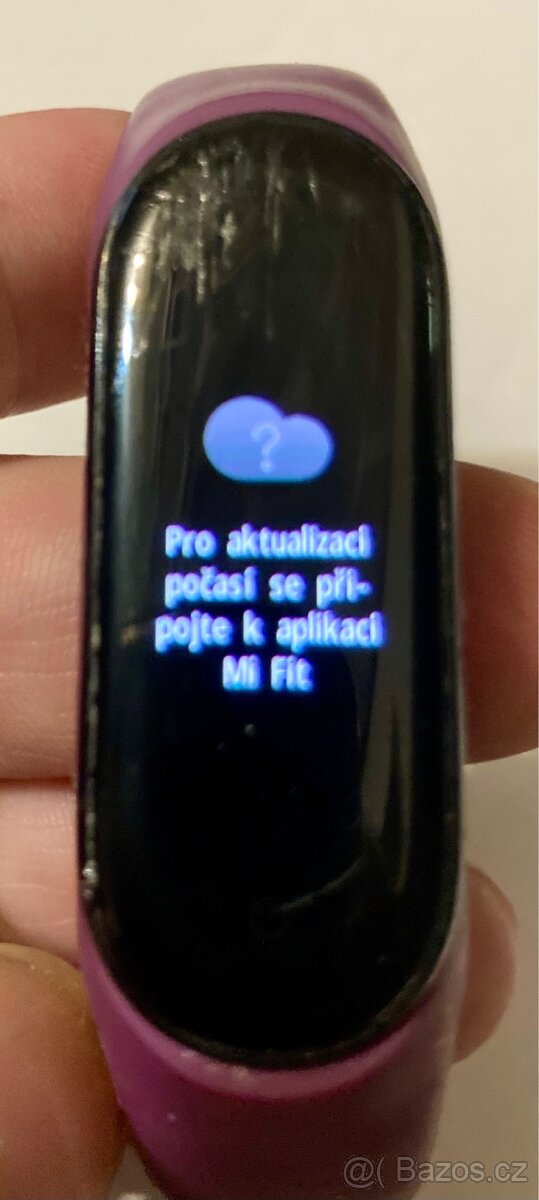 ?
Pro aktualizaci
počasí se při-
pojte k aplikaci
Mi Fit
@( Bazos.cz